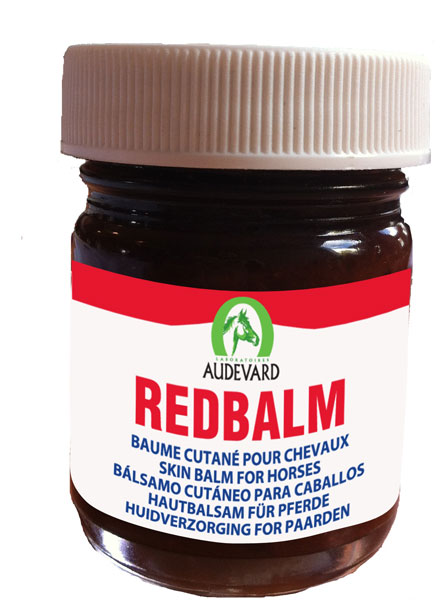 LABORATOIRES
AUDEVARD
REDBALM
BAUME CUTANÉ POUR CHEVAUX
SKIN BALM FOR HORSES
BÁLSAMO CUTÁNEO PARA CABALLOS
HAUTBALSAM FÜR PFERDE
HUIDVERZORGING FOR PAARDEN